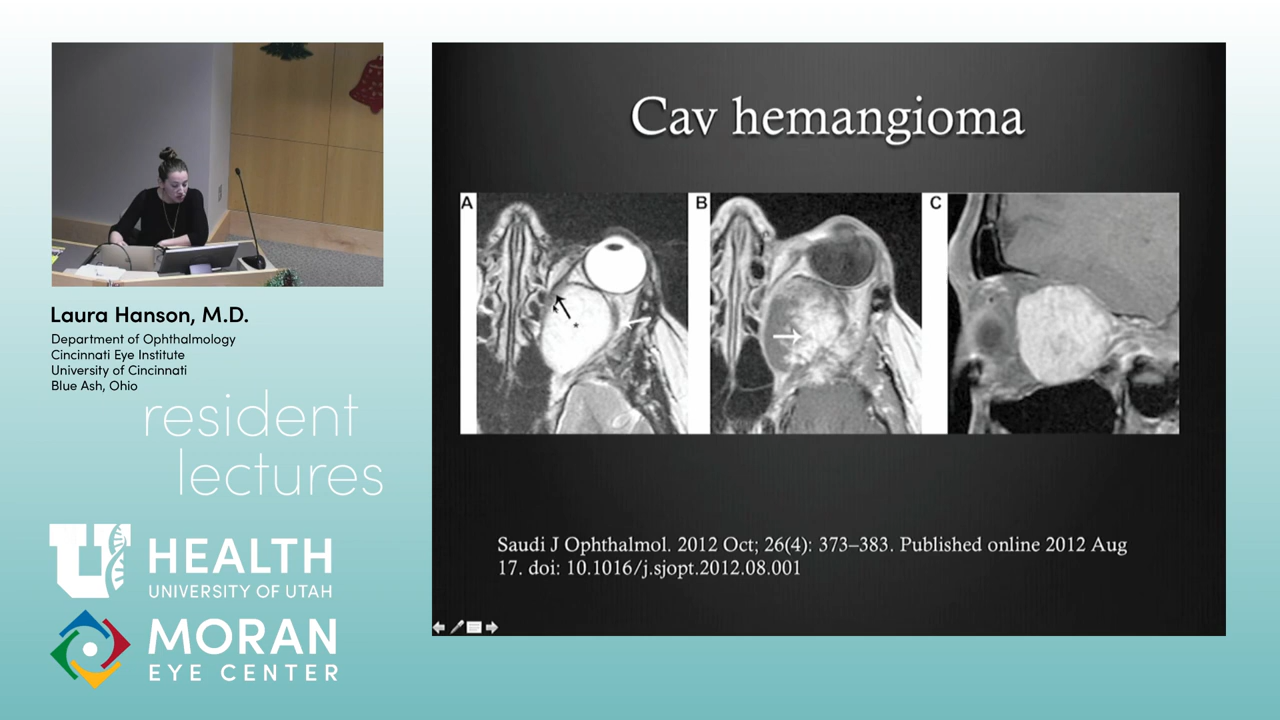 Laura Hanson, M.D.
Department of Ophthalmology
Cincinnati Eye Institute
University of Cincinnati
Blue Ash, Ohio
resident
lectures
U HEALTH
UNIVERSITY OF UTAH
MORAN
EYE CENTER
Cav hemangioma
A B C
Saudi J Ophthalmol. 2012 Oct; 26(4): 373–383. Published online 2012 Aug
17. doi: 10.1016/j.sjopt.2012.08.001